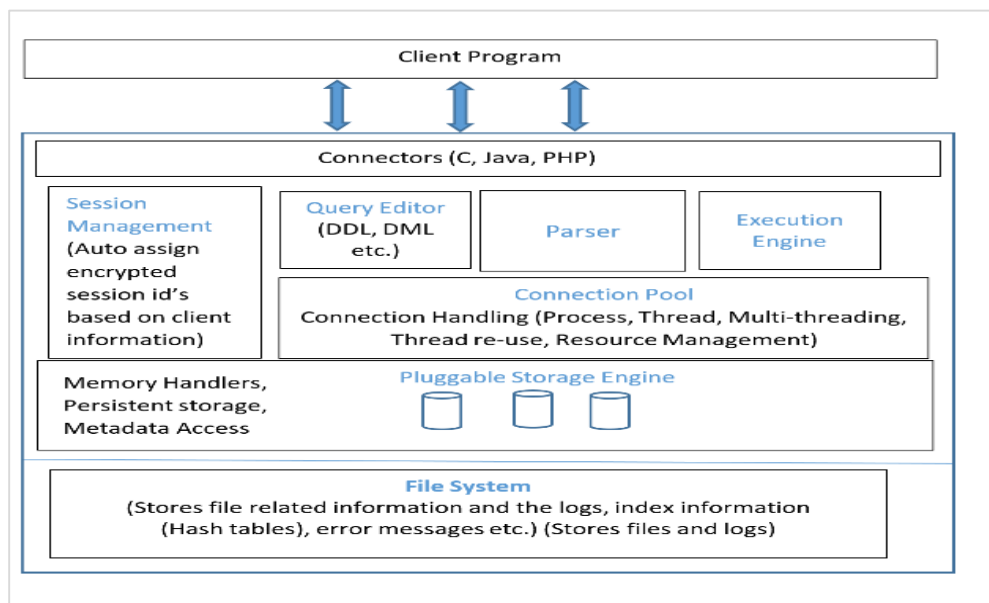 Client Program
Connectors (C, Java, PHP)
Session
Management
(Auto assign
encrypted
session id's
based on client
information)
Query Editor
(DDL, DML
etc.)
Parser
Execution
Engine
Connection Pool
Connection Handling (Process, Thread, Multi-threading,
Thread re-use, Resource Management)
Memory Handlers,
Persistent storage,
Metadata Access
Pluggable Storage Engine
File System
(Stores file related information and the logs, index information
(Hash tables), error messages etc.) (Stores files and logs)